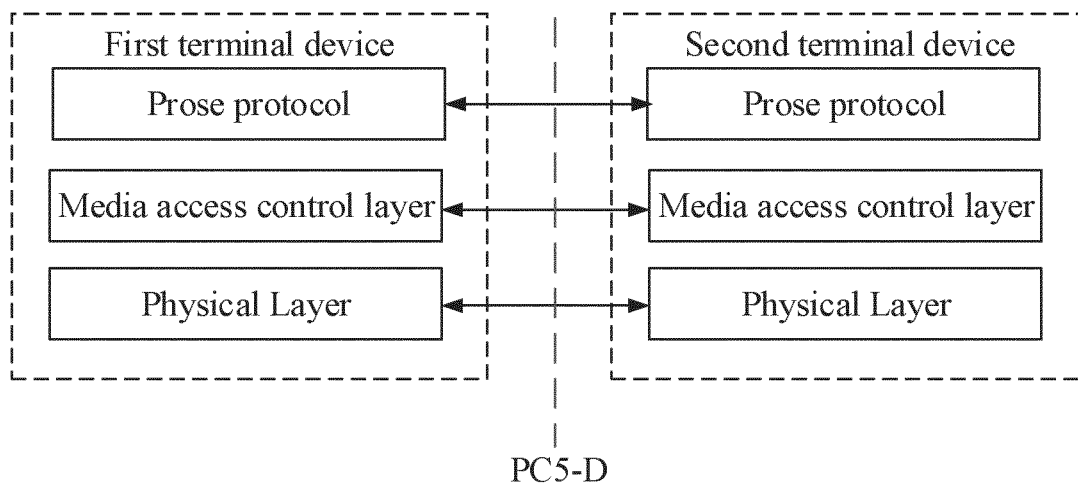 First terminal device
Second terminal device
Prose protocol
Prose protocol
Media access control layer
Media access control layer
Physical Layer
Physical Layer
PC5-D